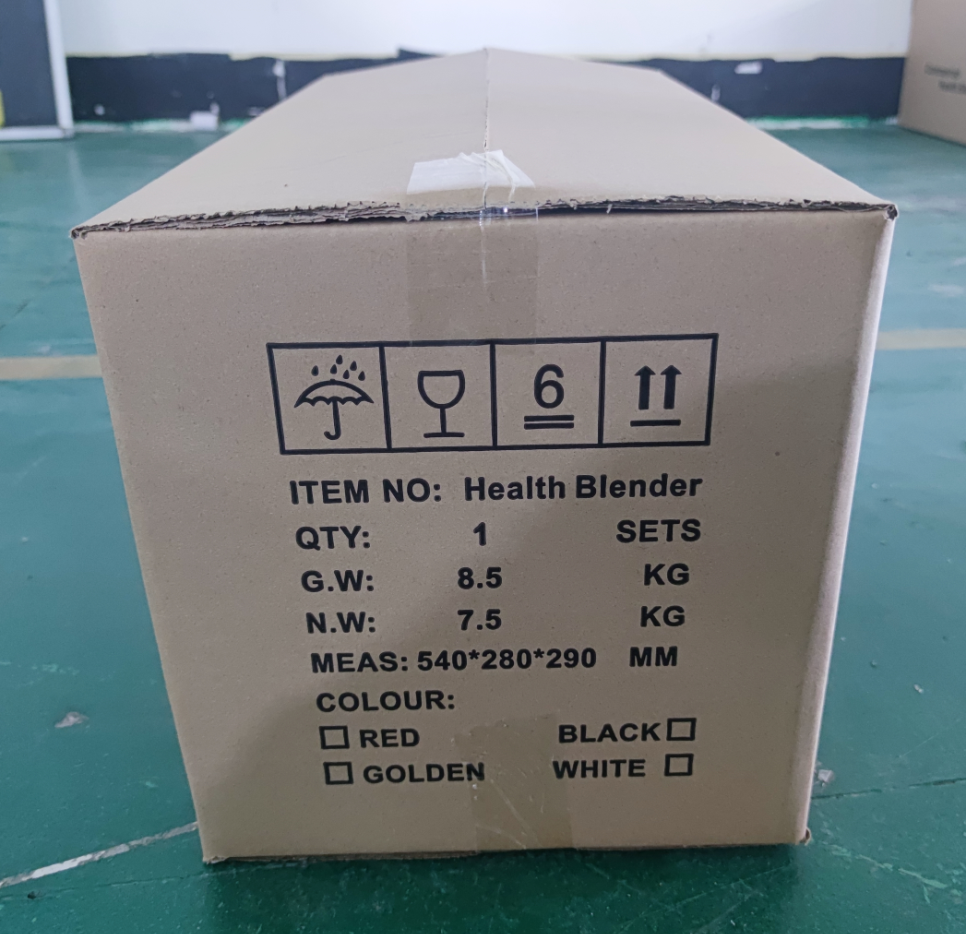 6
ITEM NO: Health Blender
QTY: 1 SETS
G.W: 8.5 KG
N.W: 7.5 KG
MEAS: 540*280*290 MM
COLOUR:
☐ RED BLACK ☐
☐ GOLDEN WHITE ☐